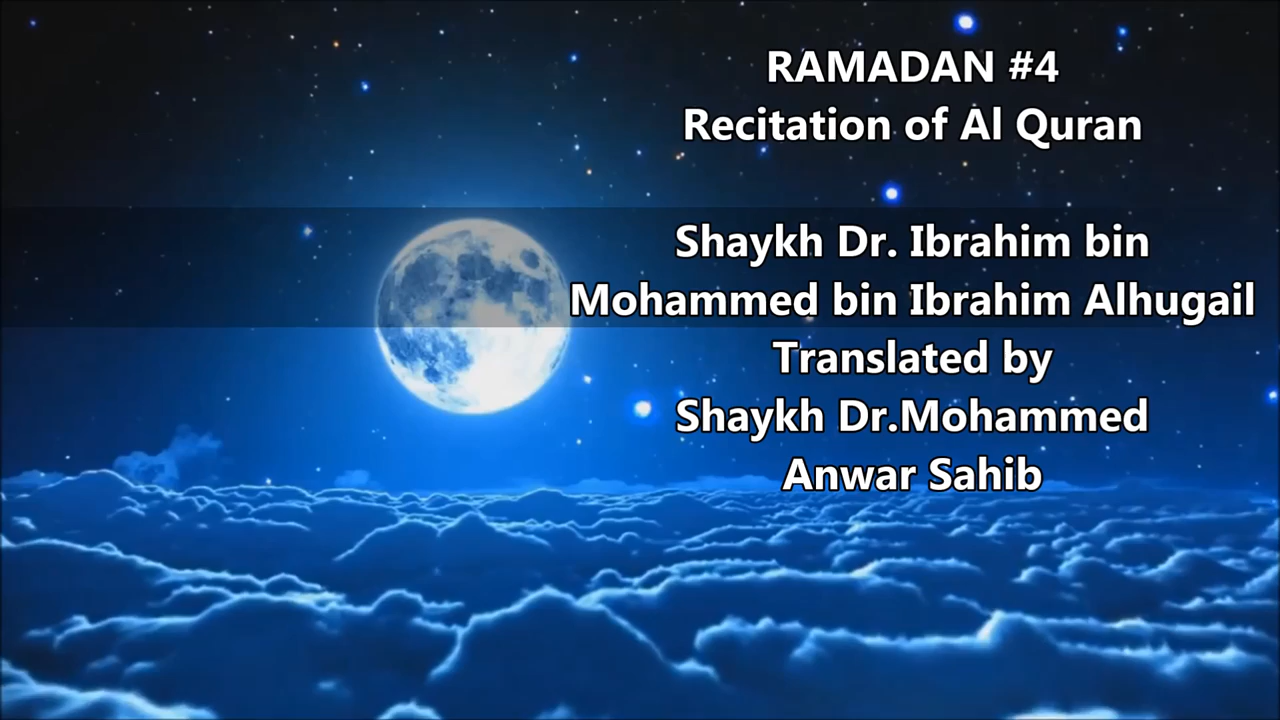 RAMADAN #4
Recitation of Al Quran
Shaykh Dr. Ibrahim bin
Mohammed bin Ibrahim Alhugail
Translated by
Shaykh Dr.Mohammed
Anwar Sahib